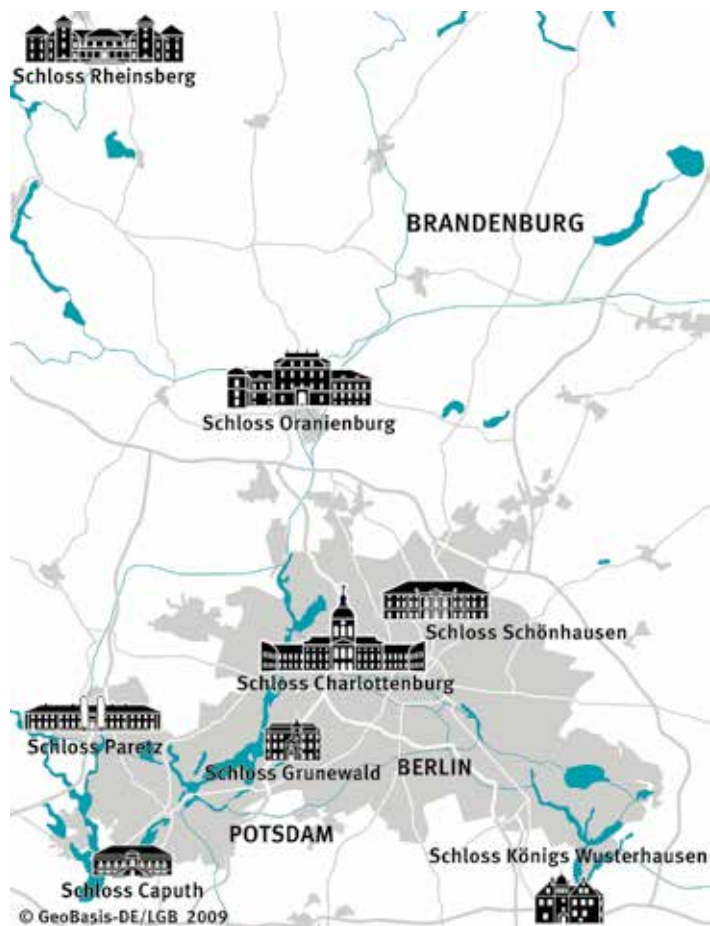 Schloss Rheinsberg
BRANDENBURG
Schloss Oranienburg
Schloss Schönhausen
Schloss Charlottenburg
Schloss Paretz
Schloss Grunewald
BERLIN
POTSDAM
Schloss Königs Wusterhausen
Schloss Caputh
© GeoBasis-DE/LGB 2009